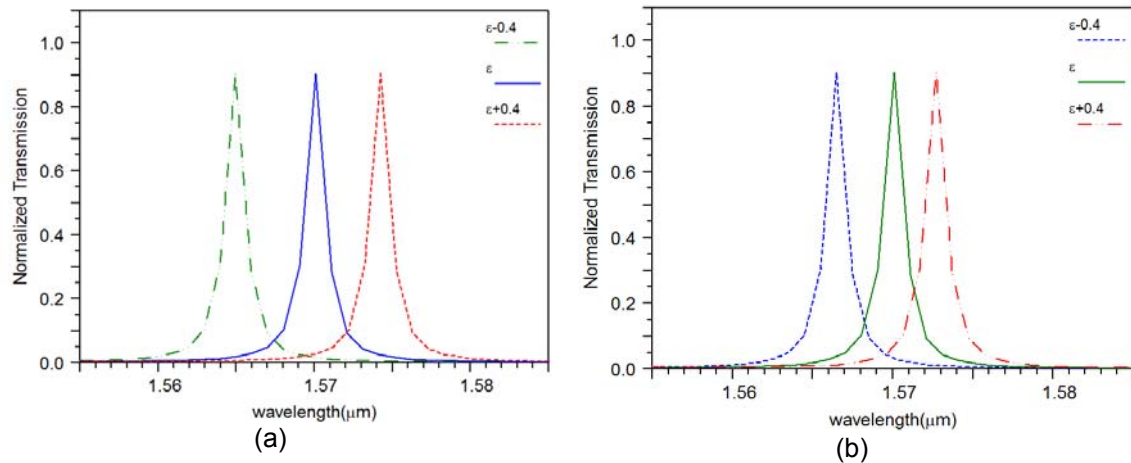 1.0
0.8
0.6
0.4
0.2
0.0
Normalized Transmission
ε-0.4
ε
ε+0.4
1.56
1.57
1.58
wavelength(μm)
(a)
1.0
0.8
0.6
0.4
0.2
0.0
Normalized Transmission
ε-0.4
ε
ε+0.4
1.56
1.57
1.58
wavelength(μm)
(b)